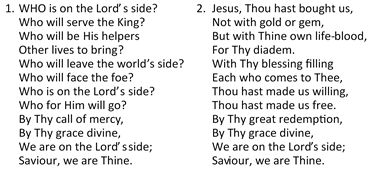 1. WHO is on the Lord's side?
Who will serve the King?
Who will be His helpers
Other lives to bring?
Who will leave the world's side?
Who will face the foe?
Who is on the Lord's side?
Who for Him will go?
By Thy call of mercy,
By Thy grace divine,
We are on the Lord's side;
Saviour, we are Thine.
2. Jesus, Thou hast bought us,
Not with gold or gem,
But with Thine own life-blood,
For Thy diadem.
With Thy blessing filling
Each who comes to Thee,
Thou hast made us willing,
Thou hast made us free.
By Thy great redemption,
By Thy grace divine,
We are on the Lord's side;
Saviour, we are Thine.